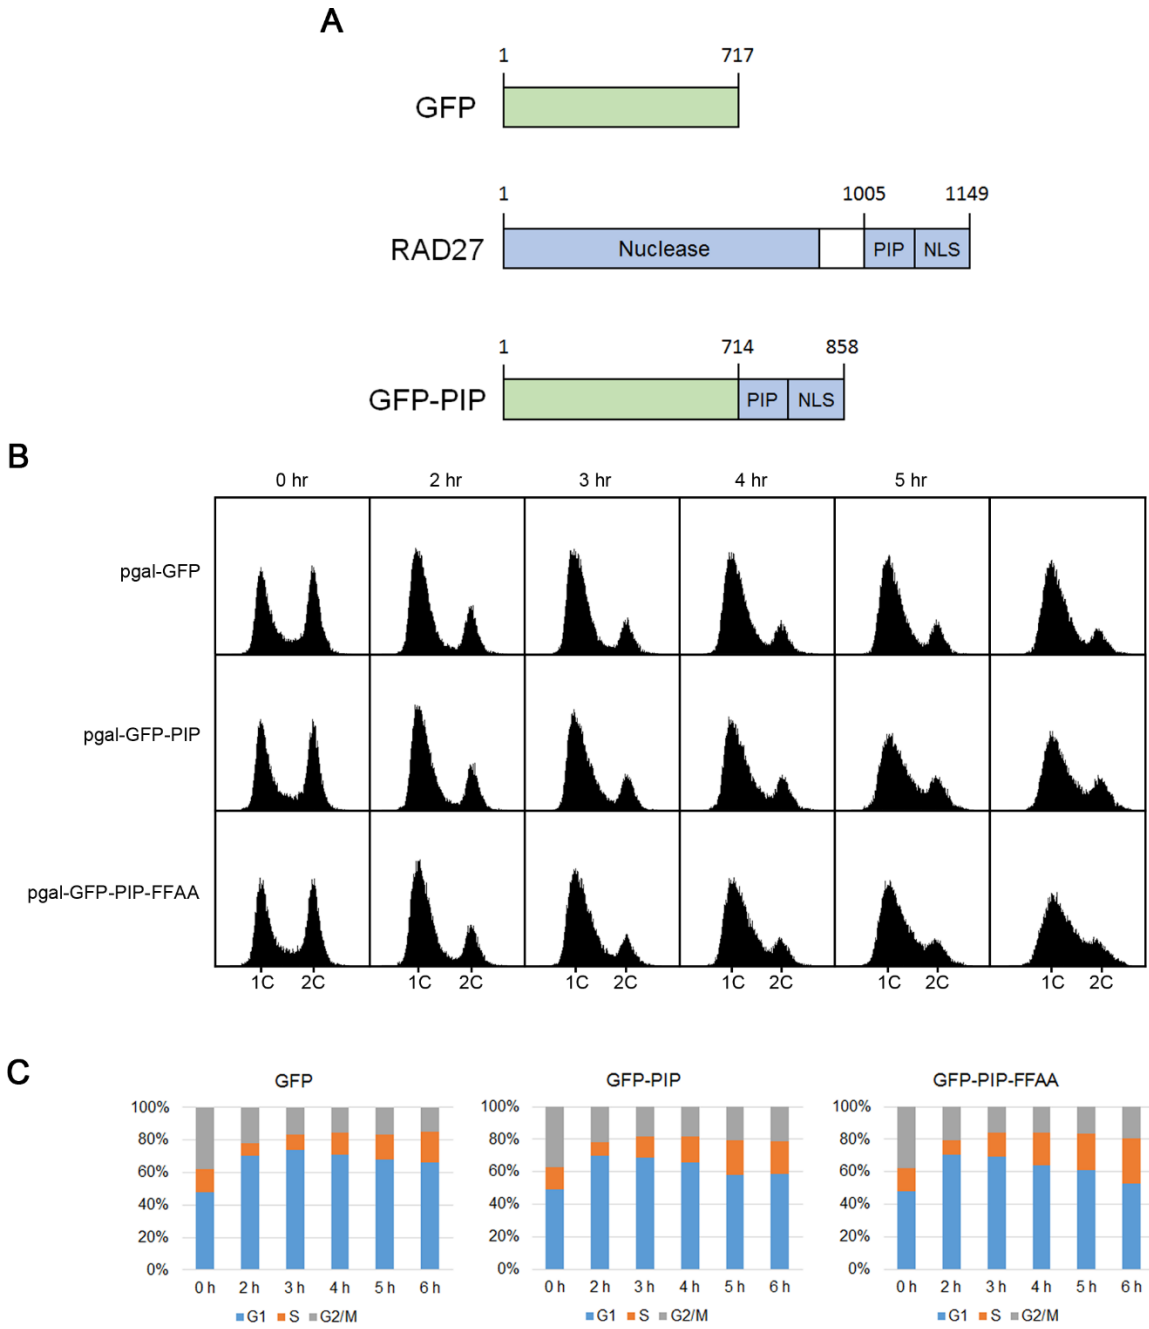 A
1 717
GFP
1 1005 1149
RAD27 Nuclease PIP NLS
1 714 858
GFP-PIP PIP NLS
B
0 hr 2 hr 3 hr 4 hr 5 hr
pgal-GFP
pgal-GFP-PIP
pgal-GFP-PIP-FFAA
1C 2C 1C 2C 1C 2C 1C 2C 1C 2C 1C 2C
C
GFP GFP-PIP GFP-PIP-FFAA
100% 100% 100%
80% 80% 80%
60% 60% 60%
40% 40% 40%
20% 20% 20%
0% 0% 0%
0 h 2 h 3 h 4 h 5 h 6 h 0 h 2 h 3 h 4 h 5 h 6 h 0 h 2 h 3 h 4 h 5 h 6 h
G1 S G2/M G1 S G2/M G1 S G2/M